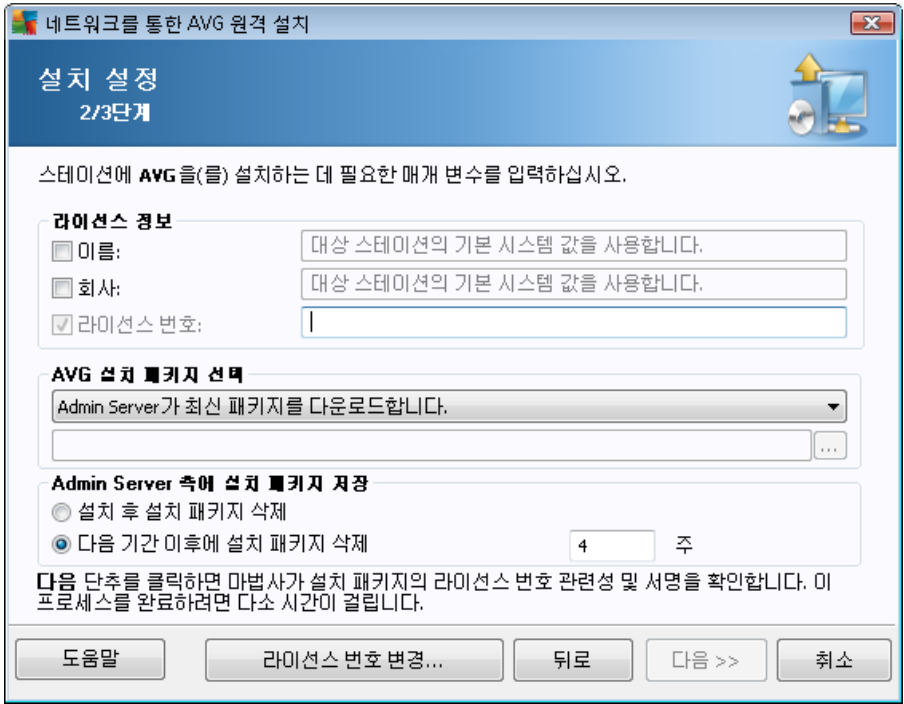 네트워크를 통한 AVG 원격 설치
설치 설정
2/3단계
스테이션에 AVG을(를) 설치하는 데 필요한 매개 변수를 입력하십시오.
라이선스 정보
이름:
대상 스테이션의 기본 시스템 값을 사용합니다.
회사:
대상 스테이션의 기본 시스템 값을 사용합니다.
라이선스 번호:
AVG 설치 패키지 선택
Admin Server가 최신 패키지를 다운로드합니다.
...
Admin Server 측에 설치 패키지 저장
설치 후 설치 패키지 삭제
다음 기간 이후에 설치 패키지 삭제 4 주
다음 단추를 클릭하면 마법사가 설치 패키지의 라이선스 번호 관련성 및 서명을 확인합니다. 이
프로세스를 완료하려면 다소 시간이 걸립니다.
도움말 라이선스 번호 변경... 뒤로 다음 >> 취소